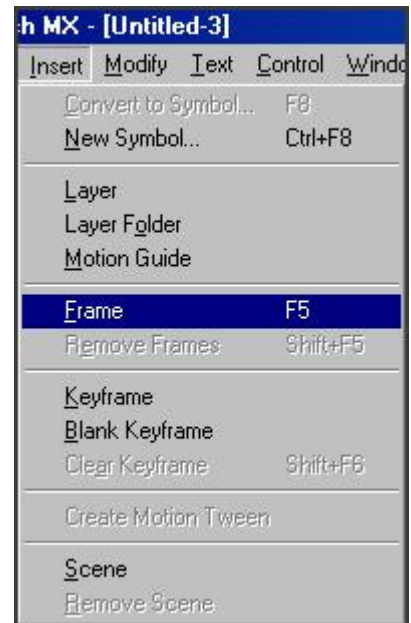 h MX - [Untitled-3]
Insert Modify Text Control Windo
Convert to Symbol... F8
New Symbol... Ctrl+F8
Layer
Layer Folder
Motion Guide
Frame F5
Remove Frames Shift+F5
Keyframe
Blank Keyframe
Clear Keyframe Shift+F6
Create Motion Tween
Scene
Remove Scene